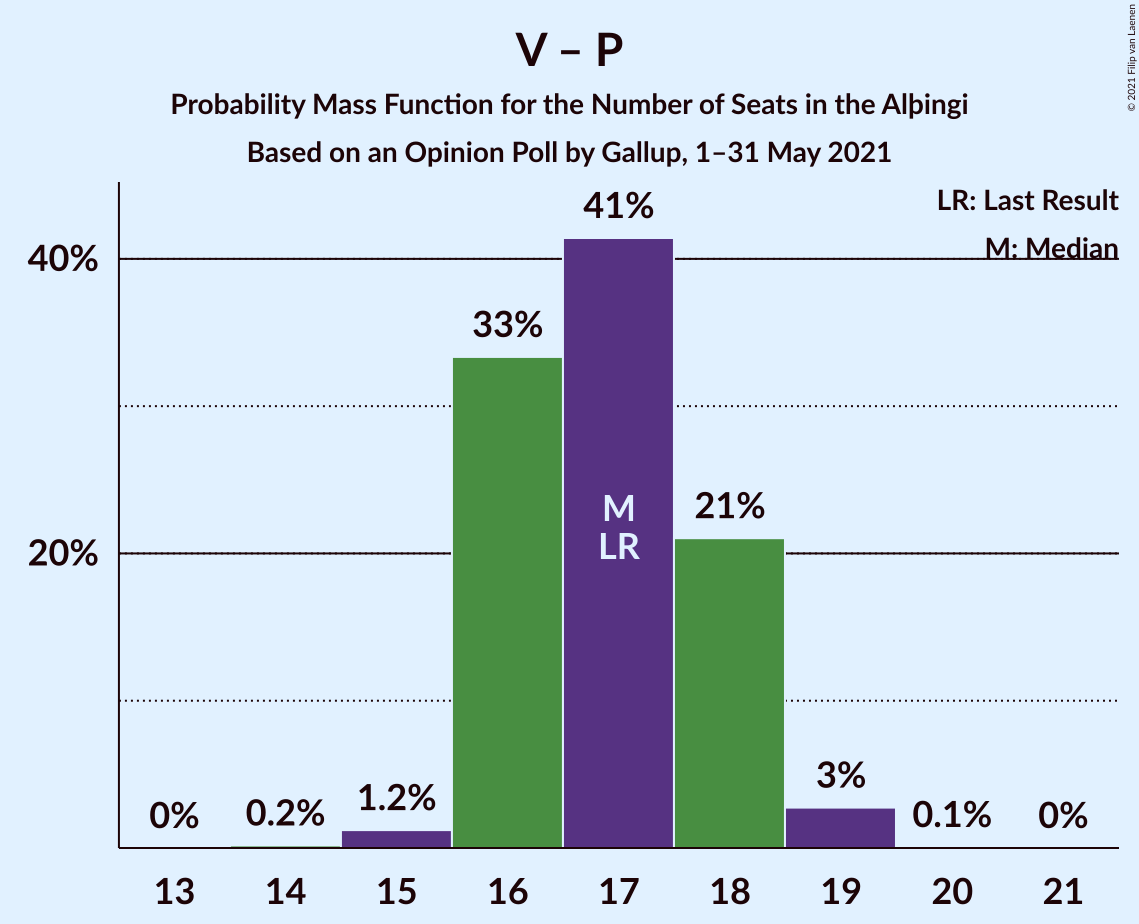 V – P
Probability Mass Function for the Number of Seats in the Alþingi
Based on an Opinion Poll by Gallup, 1–31 May 2021
© 2021 Filip van Laenen
LR: Last Result
M: Median
40%
20%
0%
0.2%
1.2%
33%
41%
21%
3%
0.1%
0%
M
LR
13 14 15 16 17 18 19 20 21